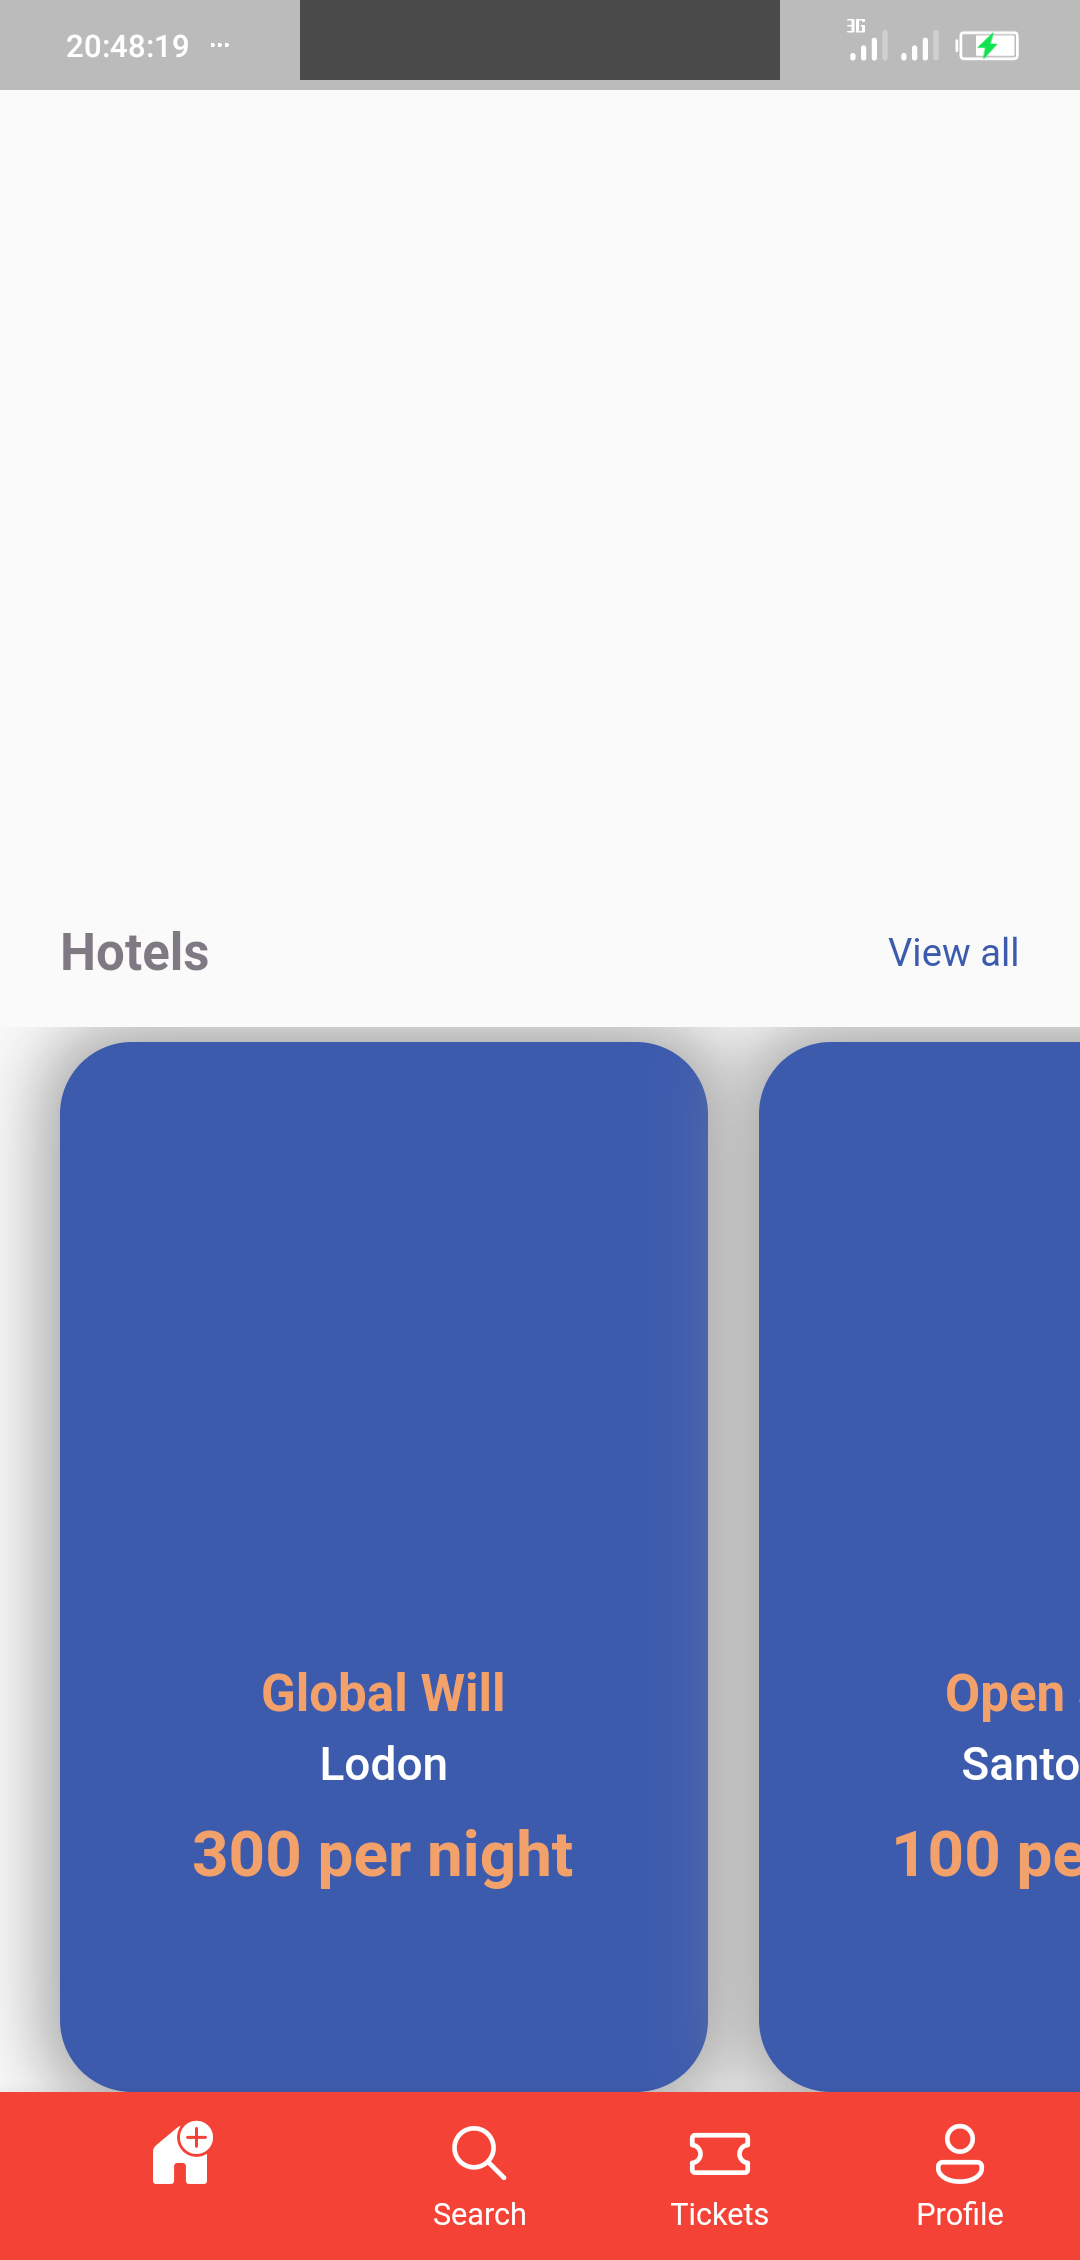 20:48:19 ...
3G
Hotels
View all
Global Will
Lodon
300 per night
Open
Santo
100 pe
Search
Tickets
Profile